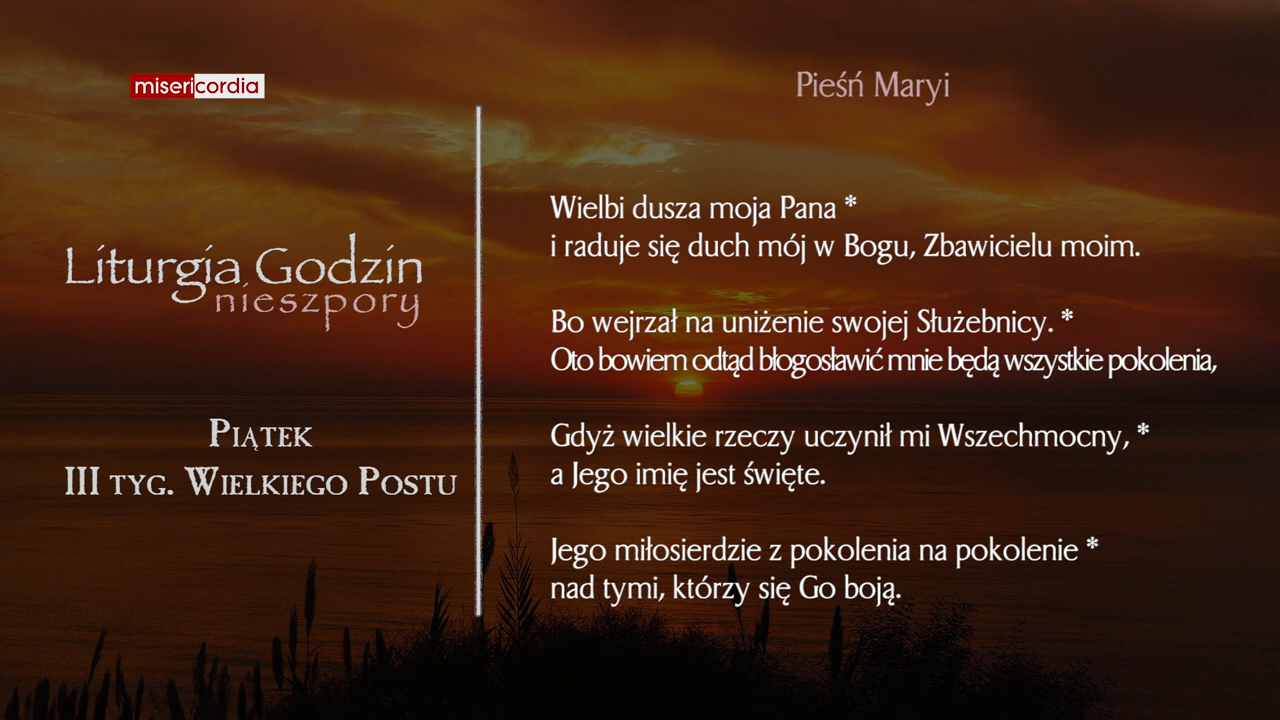 misericordia
Liturgia Godzin
nieszpory
Piątek
III tyg. Wielkiego Postu
Pieśń Maryi
Wielbi dusza moja Pana *
i raduje się duch mój w Bogu, Zbawicielu moim.
Bo wejrzał na uniżenie swojej Służebnicy. *
Oto bowiem odtąd błogosławić mnie będą wszystkie pokolenia,
Gdyż wielkie rzeczy uczynił mi Wszechmocny, *
a Jego imię jest święte.
Jego miłosierdzie z pokolenia na pokolenie *
nad tymi, którzy się Go boją.